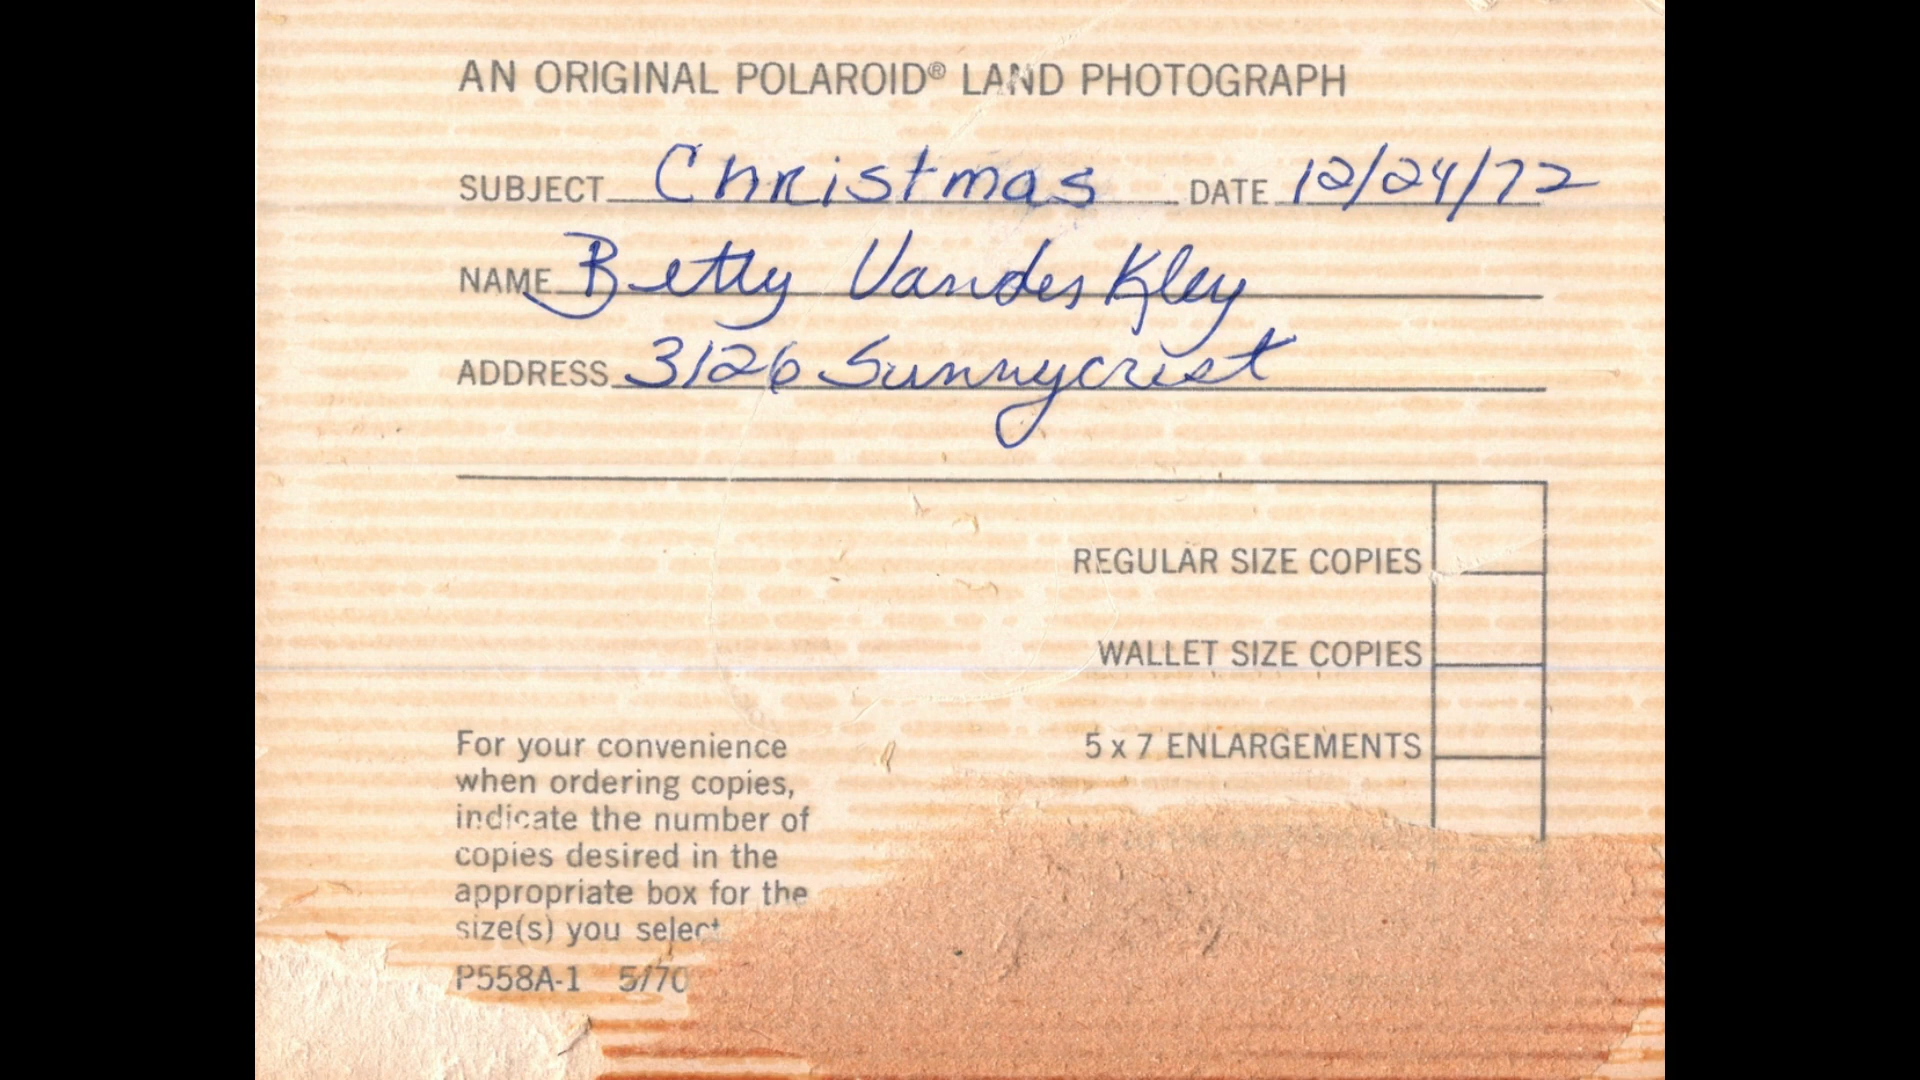 AN ORIGINAL POLAROID® LAND PHOTOGRAPH
SUBJECT Christmas DATE 12/24/72
NAME Betty Vander Kley
ADDRESS 3126 Sunnycrest
REGULAR SIZE COPIES
WALLET SIZE COPIES
5 x 7 ENLARGEMENTS
For your convenience
when ordering copies,
indicate the number of
copies desired in the
appropriate box for the
size(s) you select
P558A-1 5/70